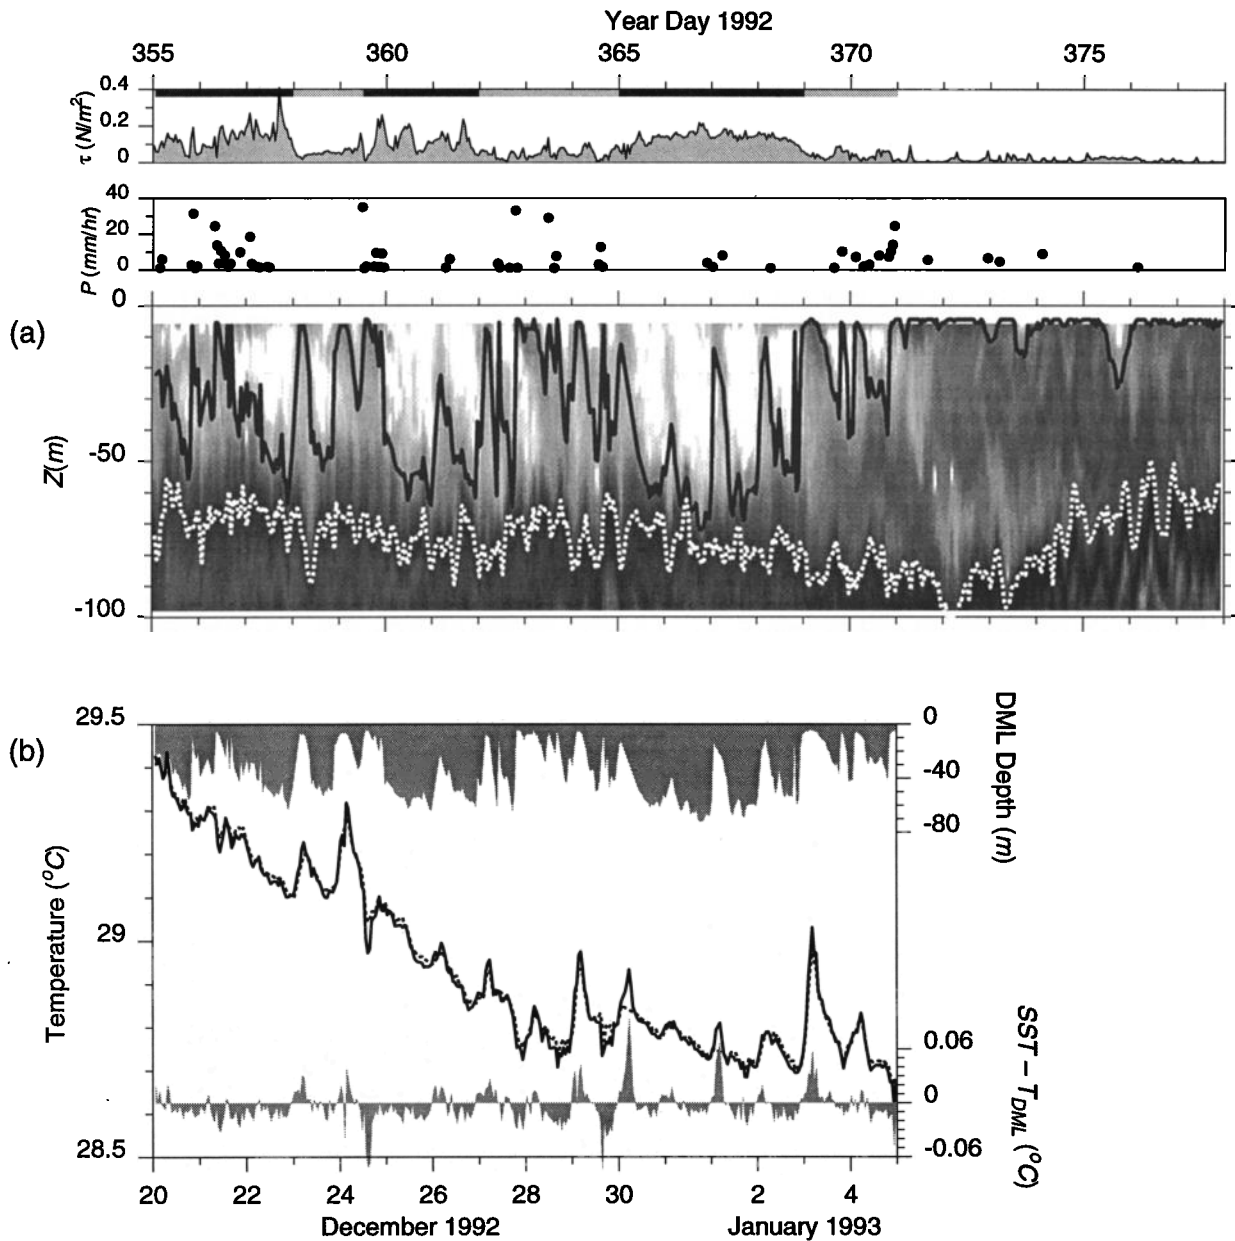 Year Day 1992
355 360 365 370 375
0.4
0.2
0
τ (N/m²)
40
20
0
P (mm/hr)
(a)
0
-50
-100
Z(m)
(b)
29.5
29
28.5
Temperature (°C)
0
-40
-80
DML Depth (m)
0.06
0
-0.06
SST – T_DML (°C)
20 22 24 26 28 30 2 4
December 1992 January 1993